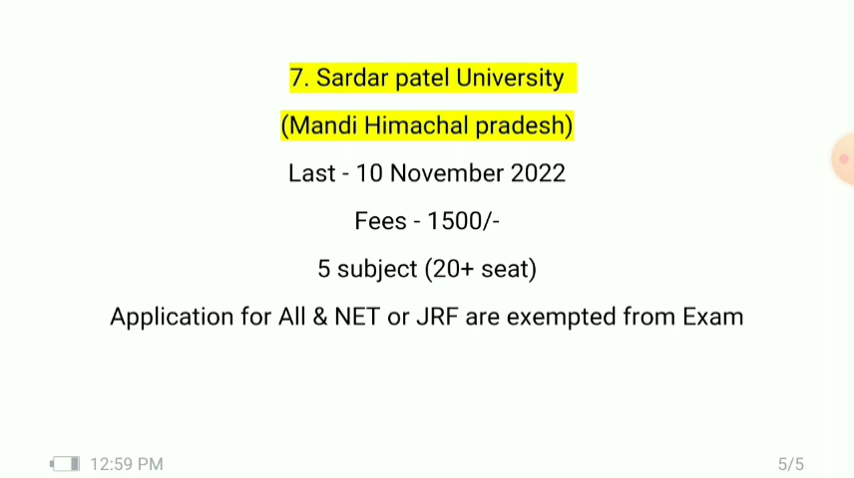 7. Sardar patel University
(Mandi Himachal pradesh)
Last - 10 November 2022
Fees - 1500/-
5 subject (20+ seat)
Application for All & NET or JRF are exempted from Exam
12:59 PM
5/5